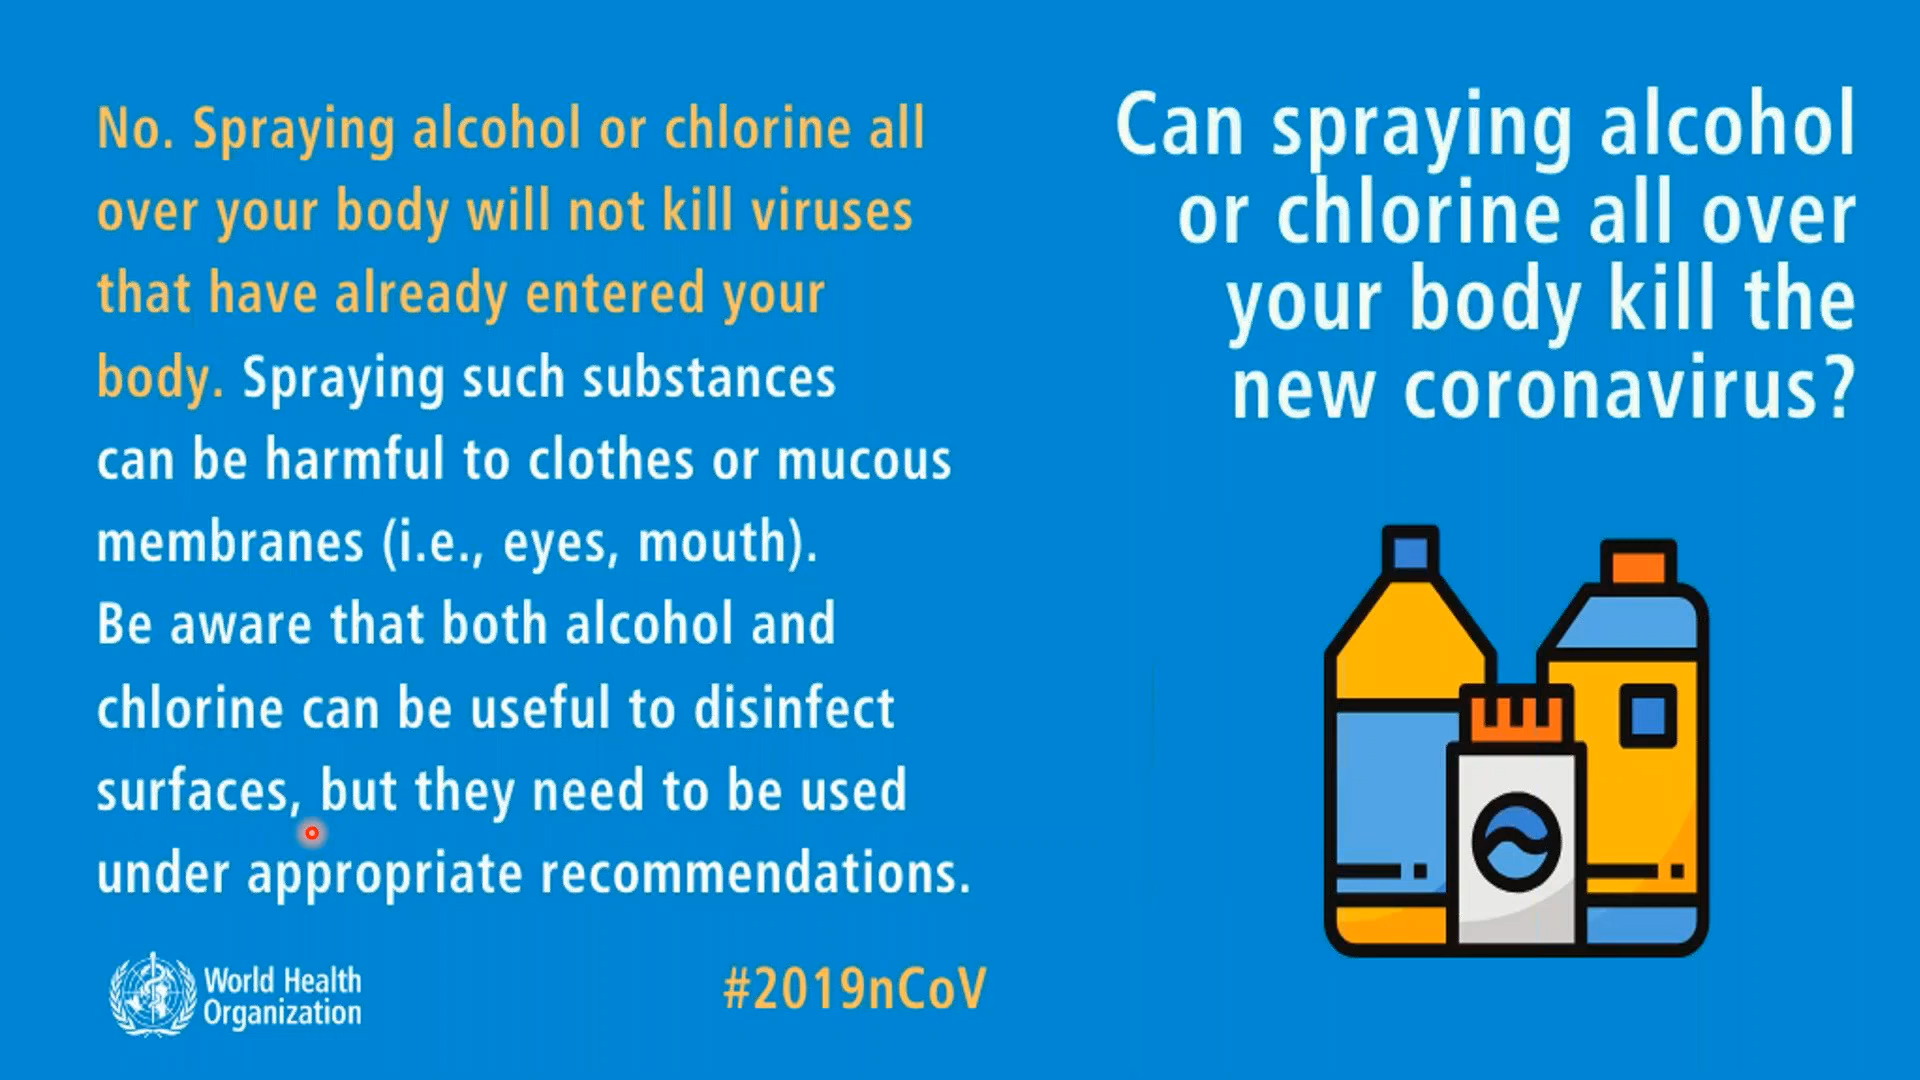 Can spraying alcohol
or chlorine all over
your body kill the
new coronavirus?
No. Spraying alcohol or chlorine all
over your body will not kill viruses
that have already entered your
body. Spraying such substances
can be harmful to clothes or mucous
membranes (i.e., eyes, mouth).
Be aware that both alcohol and
chlorine can be useful to disinfect
surfaces, but they need to be used
under appropriate recommendations.
World Health
Organization
#2019nCoV